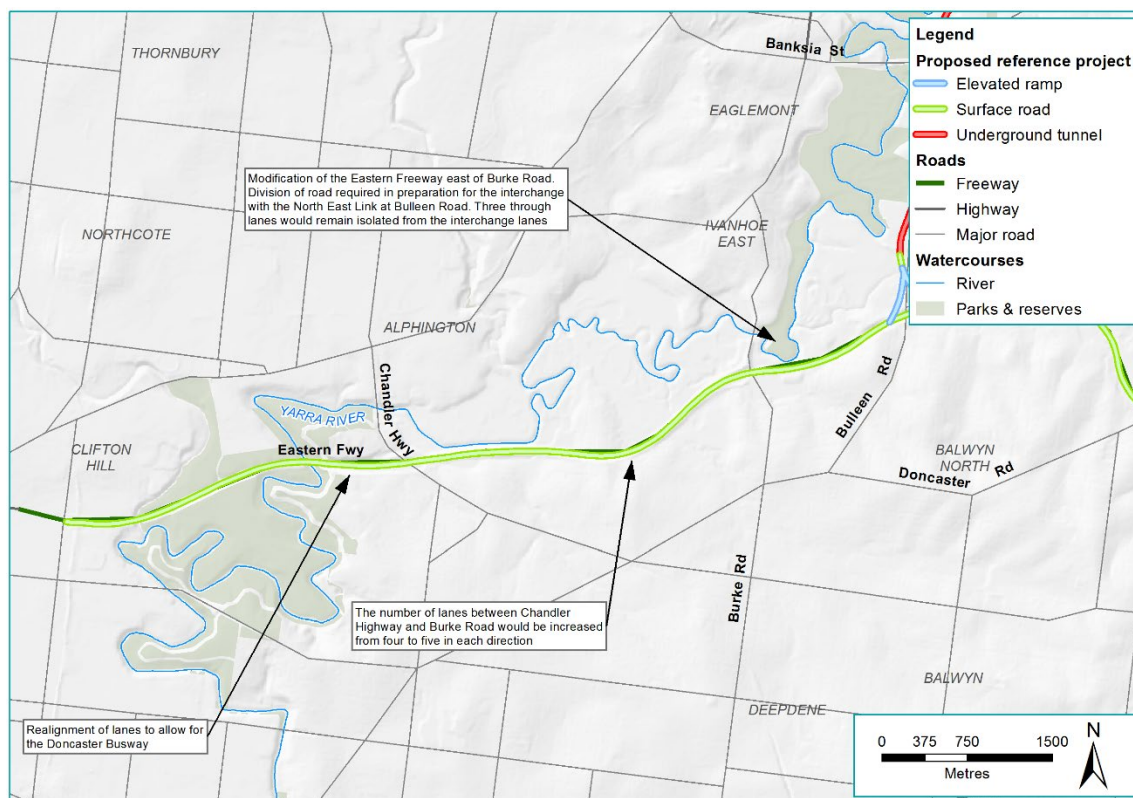 THORNBURY
Banksia St
EAGLEMONT
Modification of the Eastern Freeway east of Burke Road.
Division of road required in preparation for the interchange
with the North East Link at Bulleen Road. Three through
lanes would remain isolated from the interchange lanes
NORTHCOTE
IVANHOE
EAST
ALPHINGTON
Chandler Hwy
YARRA RIVER
CLIFTON
HILL
Eastern Fwy
Bulleen Rd
BALWYN
NORTH
Doncaster Rd
Burke Rd
The number of lanes between Chandler
Highway and Burke Road would be increased
from four to five in each direction
BALWYN
DEEPDENE
Realignment of lanes to allow for
the Doncaster Busway
Legend
Proposed reference project
Elevated ramp
Surface road
Underground tunnel
Roads
Freeway
Highway
Major road
Watercourses
River
Parks & reserves
0 375 750 1500
Metres
N